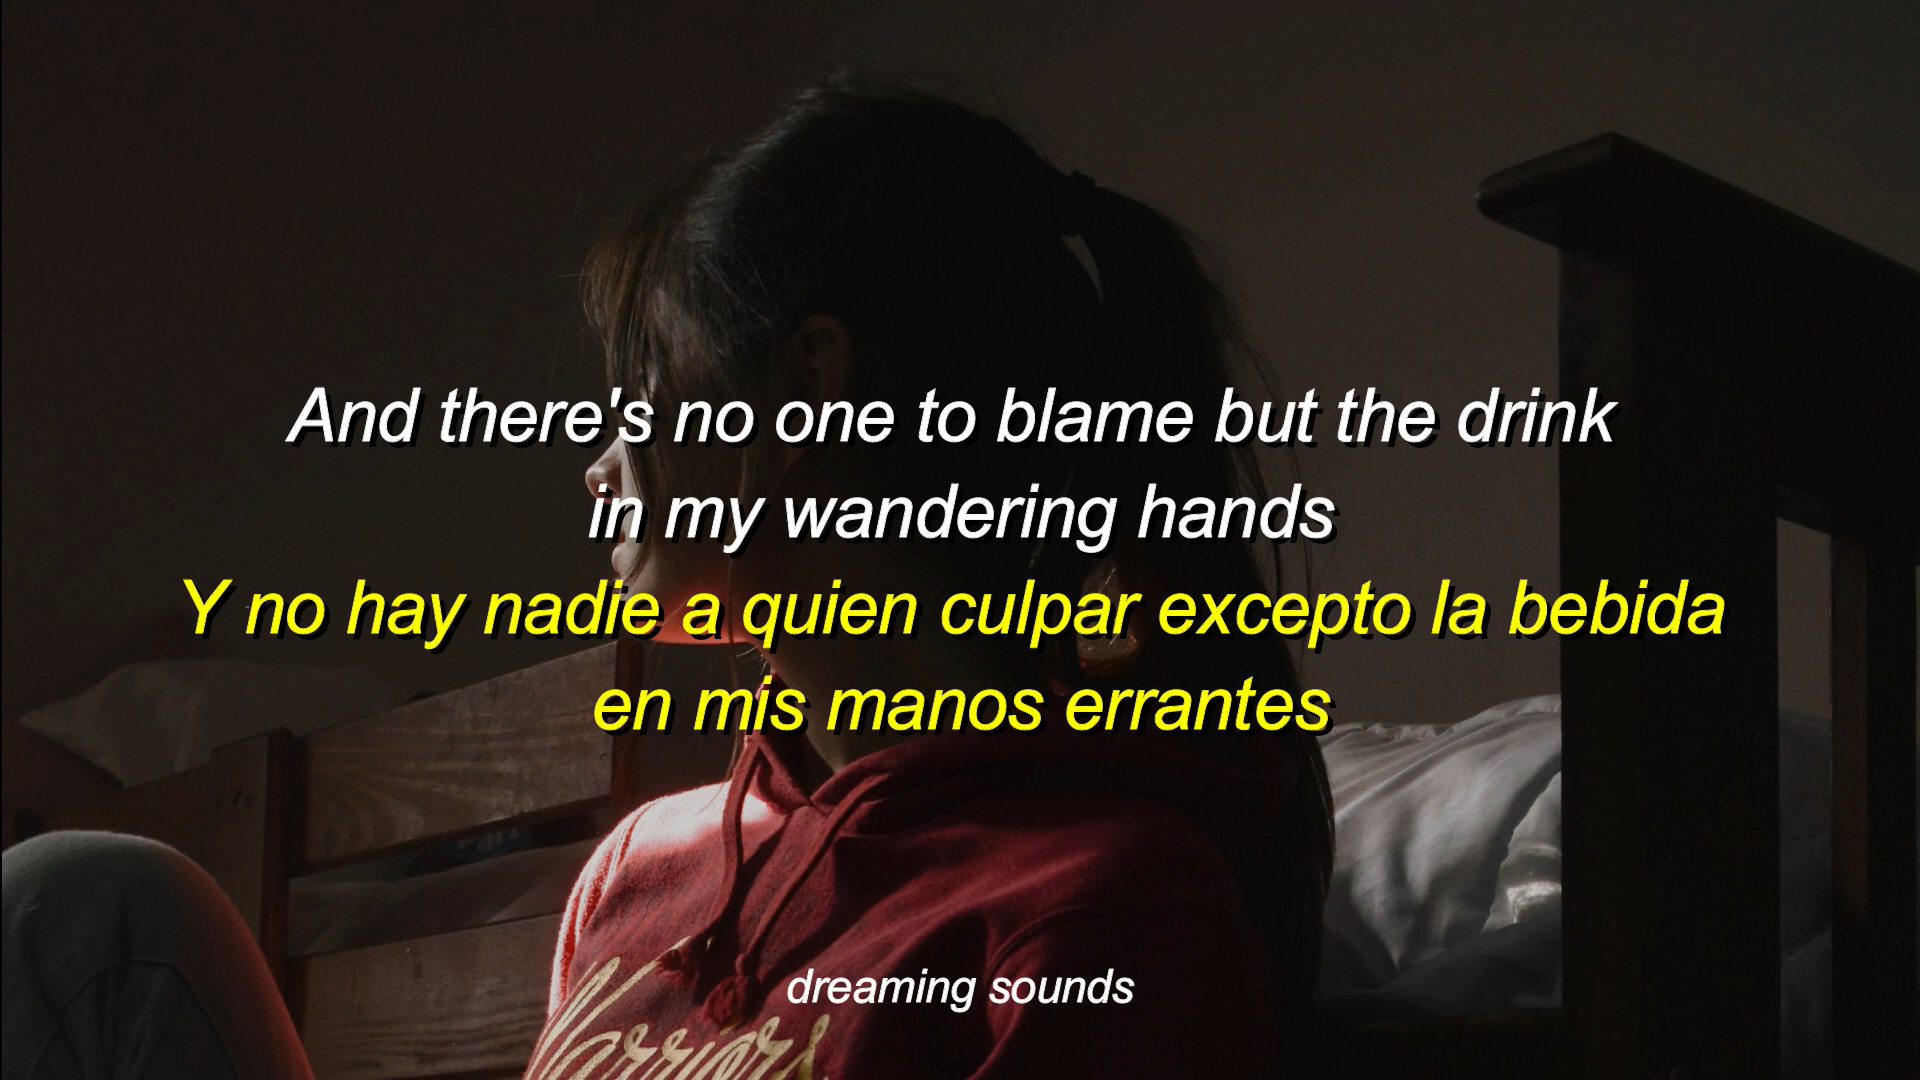 And there's no one to blame but the drink
in my wandering hands
Y no hay nadie a quien culpar excepto la bebida
en mis manos errantes
dreaming sounds
Warriors